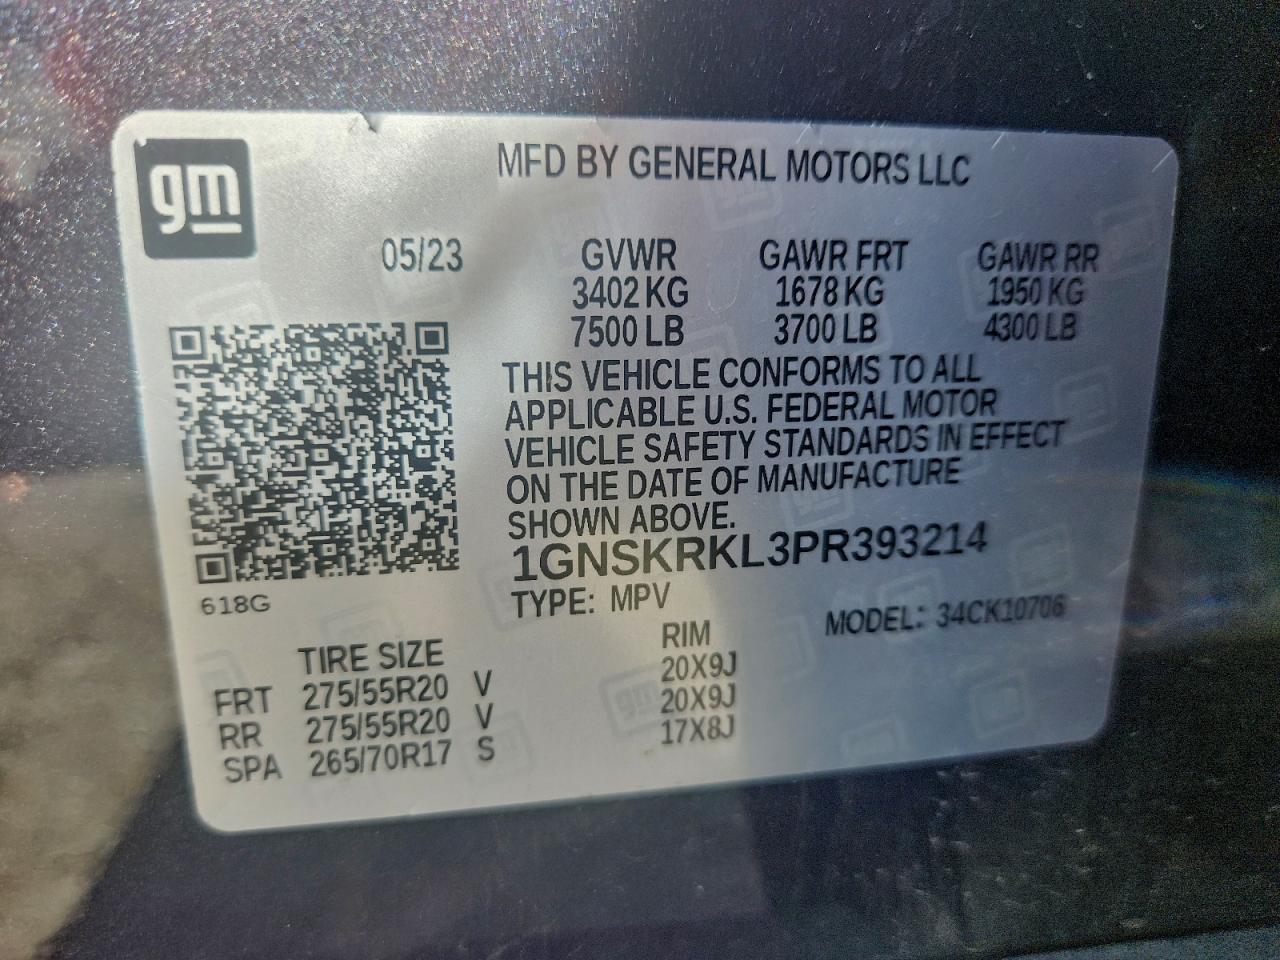 gm
MFD BY GENERAL MOTORS LLC
05/23 GVWR GAWR FRT GAWR RR
3402 KG 1678 KG 1950 KG
7500 LB 3700 LB 4300 LB
THIS VEHICLE CONFORMS TO ALL
APPLICABLE U.S. FEDERAL MOTOR
VEHICLE SAFETY STANDARDS IN EFFECT
ON THE DATE OF MANUFACTURE
SHOWN ABOVE.
1GNSKRKL3PR393214
618G
TYPE: MPV MODEL: 34CK10706
TIRE SIZE RIM
FRT 275/55R20 V 20X9J
RR 275/55R20 V 20X9J
SPA 265/70R17 S 17X8J